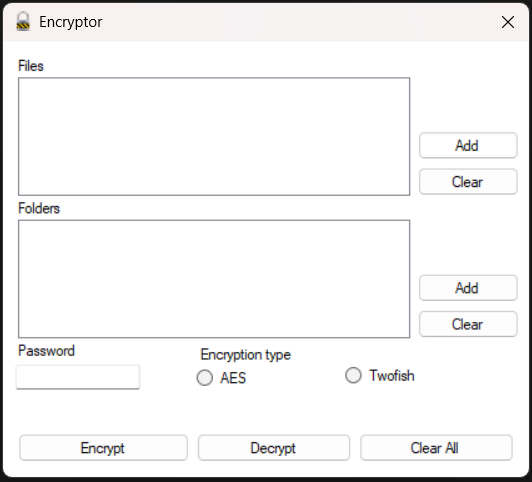 Encryptor
Files
Add
Clear
Folders
Add
Clear
Password
Encryption type
AES
Twofish
Encrypt
Decrypt
Clear All